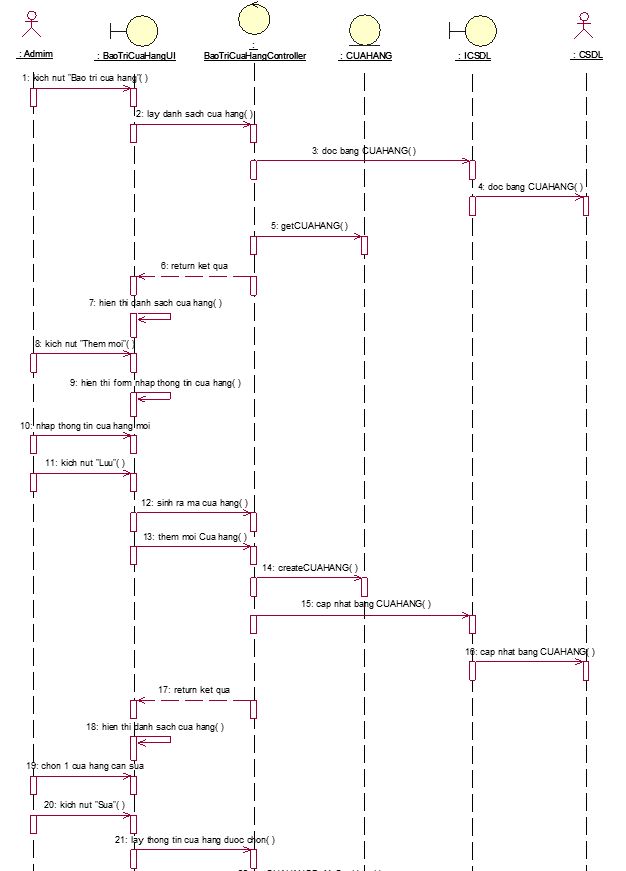 : Admim
: BaoTriCuaHangUI
:
BaoTriCuaHangController
: CUAHANG
: ICSDL
: CSDL
1: kich nut "Bao tri cua hang"( )
2: lay danh sach cua hang( )
3: doc bang CUAHANG( )
4: doc bang CUAHANG( )
5: getCUAHANG( )
6: return ket qua
7: hien thi danh sach cua hang( )
8: kich nut "Them moi"( )
9: hien thi form nhap thong tin cua hang( )
10: nhap thong tin cua hang moi
11: kich nut "Luu"( )
12: sinh ra ma cua hang( )
13: them moi Cua hang( )
14: createCUAHANG( )
15: cap nhat bang CUAHANG( )
16: cap nhat bang CUAHANG( )
17: return ket qua
18: hien thi danh sach cua hang( )
19: chon 1 cua hang can sua
20: kich nut "Sua"( )
21: lay thong tin cua hang duoc chon( )